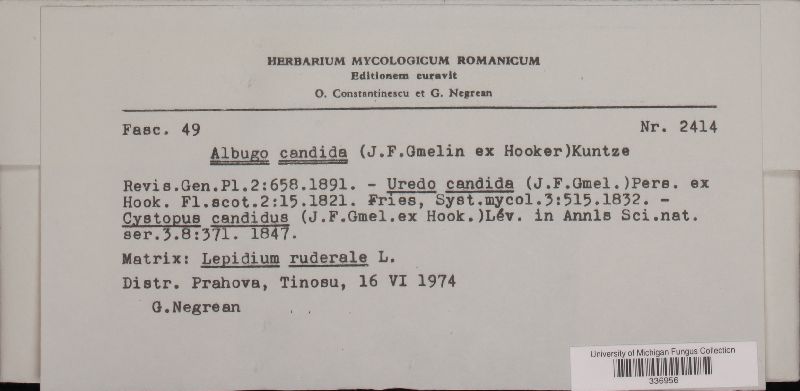 HERBARIUM MYCOLOGICUM ROMANICUM
Editionem curavit
O. Constantinescu et G. Negrean
Fasc. 49 Nr. 2414
Albugo candida (J.F.Gmelin ex Hooker)Kuntze
Revis.Gen.Pl.2:658.1891. - Uredo candida (J.F.Gmel.)Pers. ex
Hook. Fl.scot.2:15.1821. Fries, Syst.mycol.3:515.1832. -
Cystopus candidus (J.F.Gmel.ex Hook.)Lév. in Annls Sci.nat.
ser.3.8:371. 1847.
Matrix: Lepidium ruderale L.
Distr. Prahova, Tinosu, 16 VI 1974
G.Negrean
University of Michigan Fungus Collection
336956